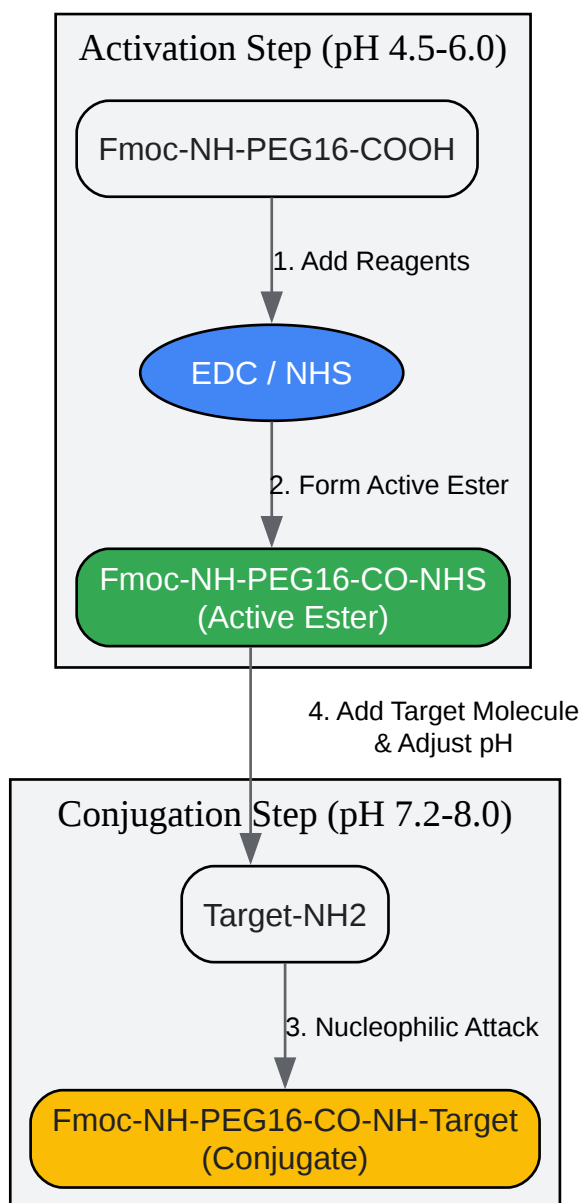 Activation Step (pH 4.5-6.0)
Fmoc-NH-PEG16-COOH
1. Add Reagents
EDC / NHS
2. Form Active Ester
Fmoc-NH-PEG16-CO-NHS
(Active Ester)
4. Add Target Molecule
& Adjust pH
Conjugation Step (pH 7.2-8.0)
Target-NH2
3. Nucleophilic Attack
Fmoc-NH-PEG16-CO-NH-Target
(Conjugate)